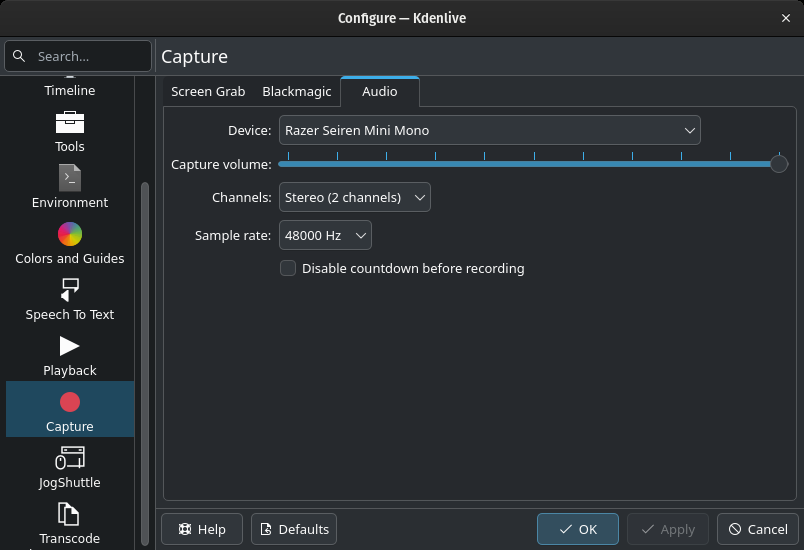 Configure — Kdenlive
Search...
Capture
Timeline
Tools
Environment
Colors and Guides
Speech To Text
Playback
Capture
JogShuttle
Transcode
Screen Grab
Blackmagic
Audio
Device: Razer Seiren Mini Mono
Capture volume:
Channels: Stereo (2 channels)
Sample rate: 48000 Hz
Disable countdown before recording
Help
Defaults
OK
Apply
Cancel